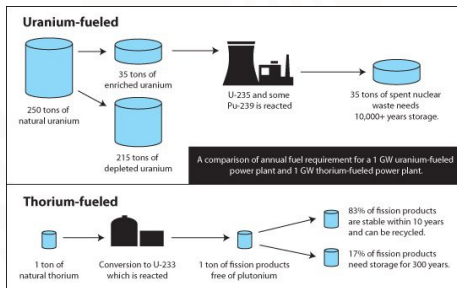 Uranium-fueled
250 tons of
natural uranium
35 tons of
enriched uranium
215 tons of
depleted uranium
U-235 and some
Pu-239 is reacted
35 tons of spent nuclear
waste needs
10,000+ years storage.
A comparison of annual fuel requirement for a 1 GW uranium-fueled
power plant and 1 GW thorium-fueled power plant.
Thorium-fueled
1 ton of
natural thorium
Conversion to U-233
which is reacted
1 ton of fission products
free of plutonium
83% of fission products
are stable within 10 years
and can be recycled.
17% of fission products
need storage for 300 years.